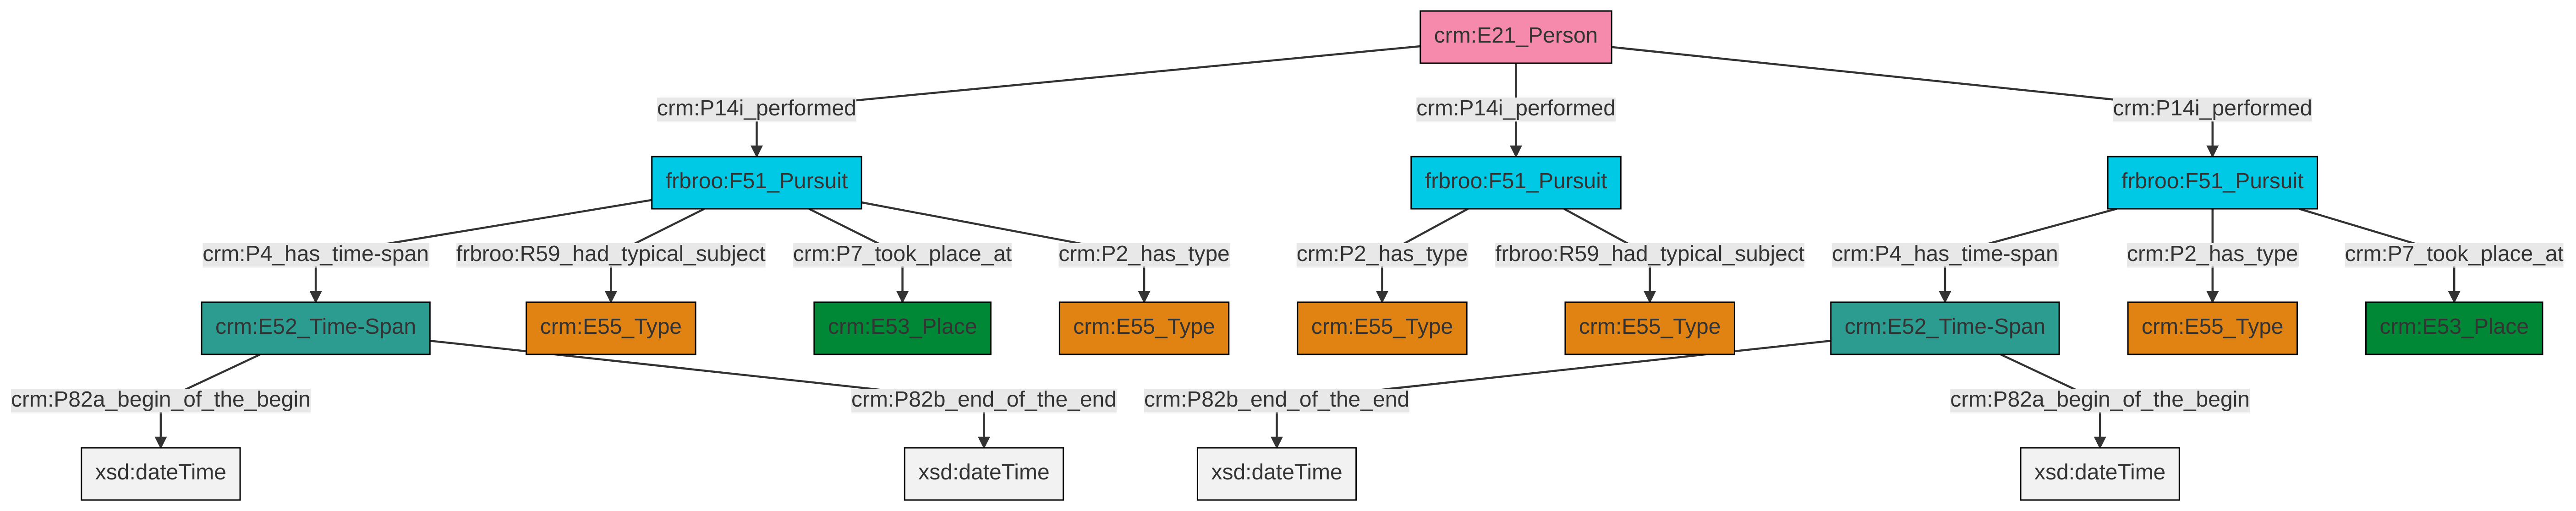 crm:E21_Person
crm:P14i_performed
crm:P14i_performed
crm:P14i_performed
frbroo:F51_Pursuit
frbroo:F51_Pursuit
frbroo:F51_Pursuit
crm:P4_has_time-span
frbroo:R59_had_typical_subject
crm:P7_took_place_at
crm:P2_has_type
crm:P2_has_type
frbroo:R59_had_typical_subject
crm:P4_has_time-span
crm:P2_has_type
crm:P7_took_place_at
crm:E52_Time-Span
crm:E55_Type
crm:E53_Place
crm:E55_Type
crm:E55_Type
crm:E55_Type
crm:E52_Time-Span
crm:E55_Type
crm:E53_Place
crm:P82a_begin_of_the_begin
crm:P82b_end_of_the_end
crm:P82b_end_of_the_end
crm:P82a_begin_of_the_begin
xsd:dateTime
xsd:dateTime
xsd:dateTime
xsd:dateTime